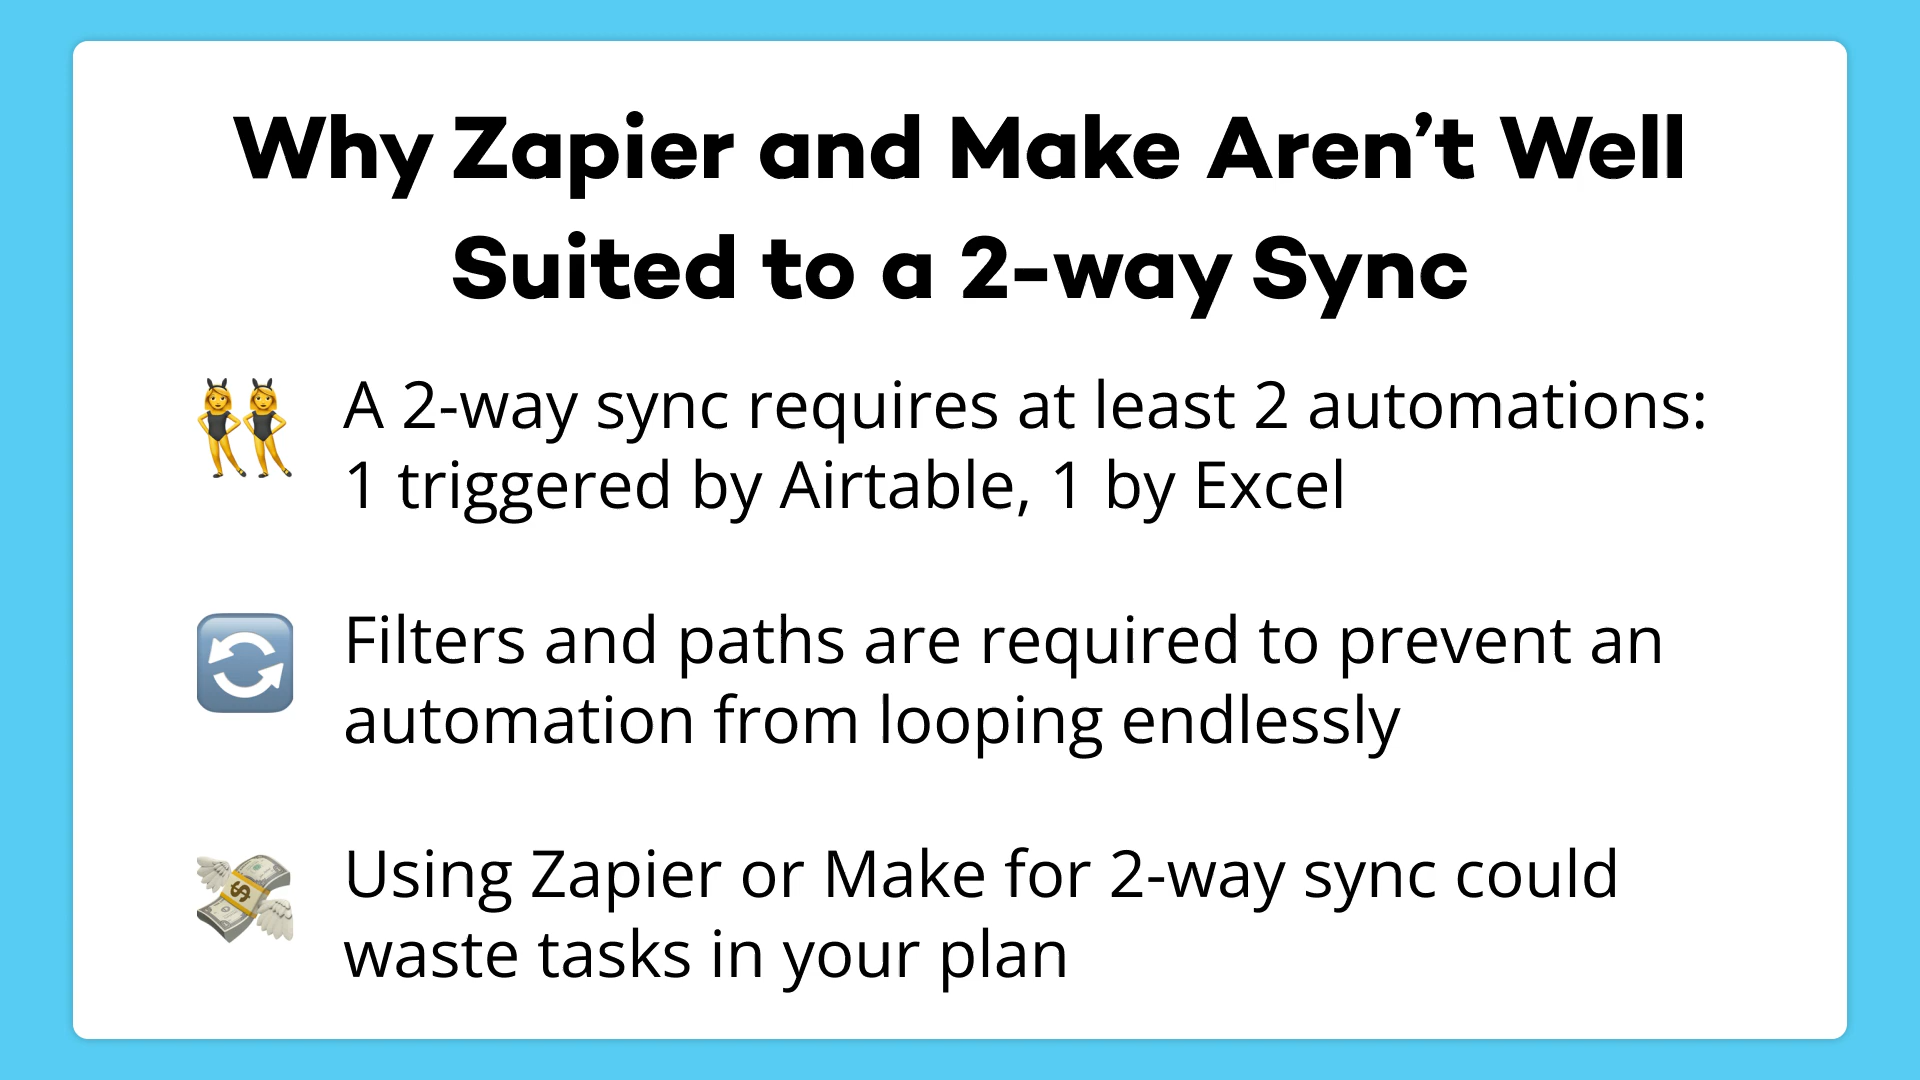 Why Zapier and Make Aren’t Well
Suited to a 2-way Sync
A 2-way sync requires at least 2 automations:
1 triggered by Airtable, 1 by Excel
Filters and paths are required to prevent an
automation from looping endlessly
Using Zapier or Make for 2-way sync could
waste tasks in your plan